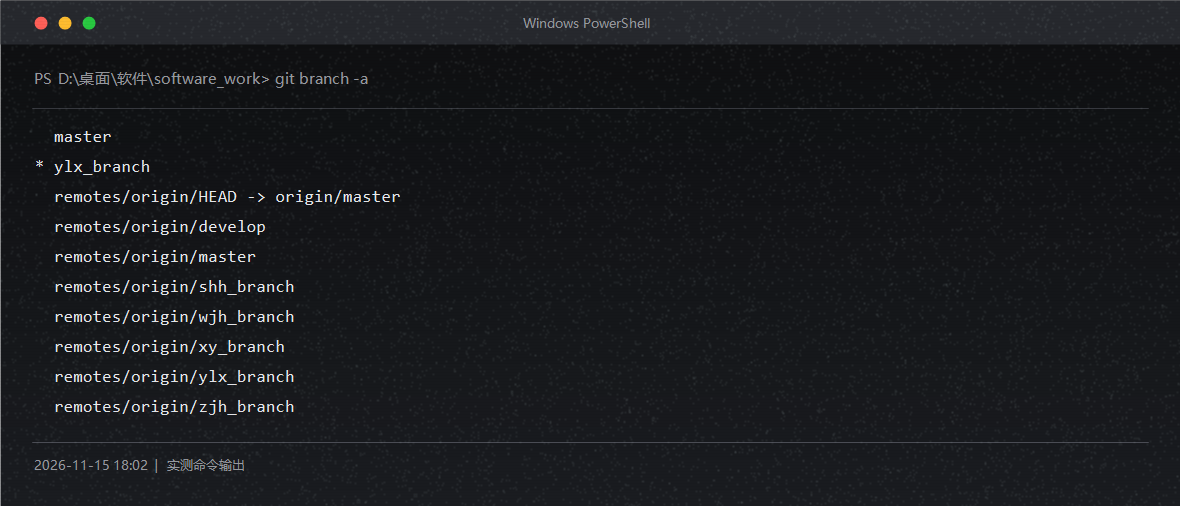 Windows PowerShell
PS D:\桌面\软件\software_work> git branch -a
master
* ylx_branch
remotes/origin/HEAD -> origin/master
remotes/origin/develop
remotes/origin/master
remotes/origin/shh_branch
remotes/origin/wjh_branch
remotes/origin/xy_branch
remotes/origin/ylx_branch
remotes/origin/zjh_branch
2026-11-15 18:02 | 实测命令输出